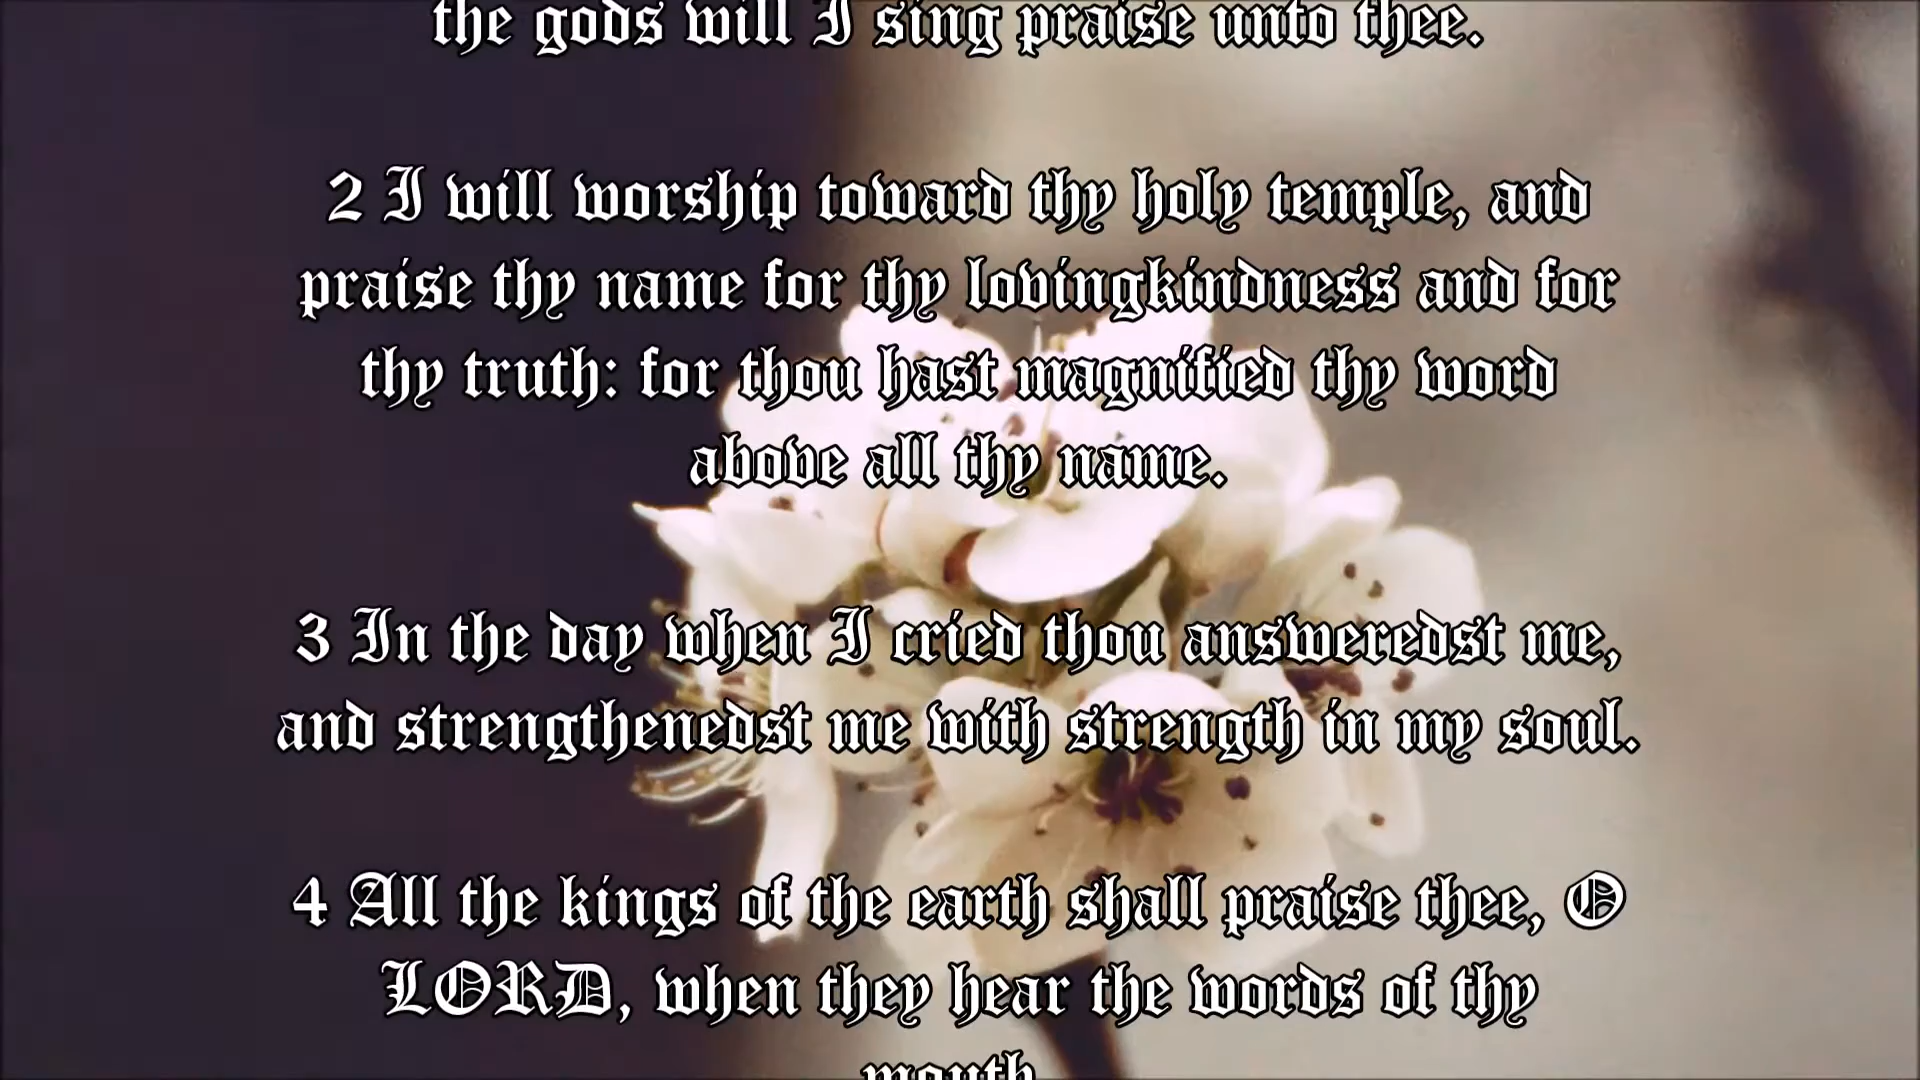 the gods will I sing praise unto thee.
2 I will worship toward thy holy temple, and
praise thy name for thy lovingkindness and for
thy truth: for thou hast magnified thy word
above all thy name.
3 In the day when I cried thou answeredst me,
and strengthenedst me with strength in my soul.
4 All the kings of the earth shall praise thee, O
LORD, when they hear the words of thy
mouth